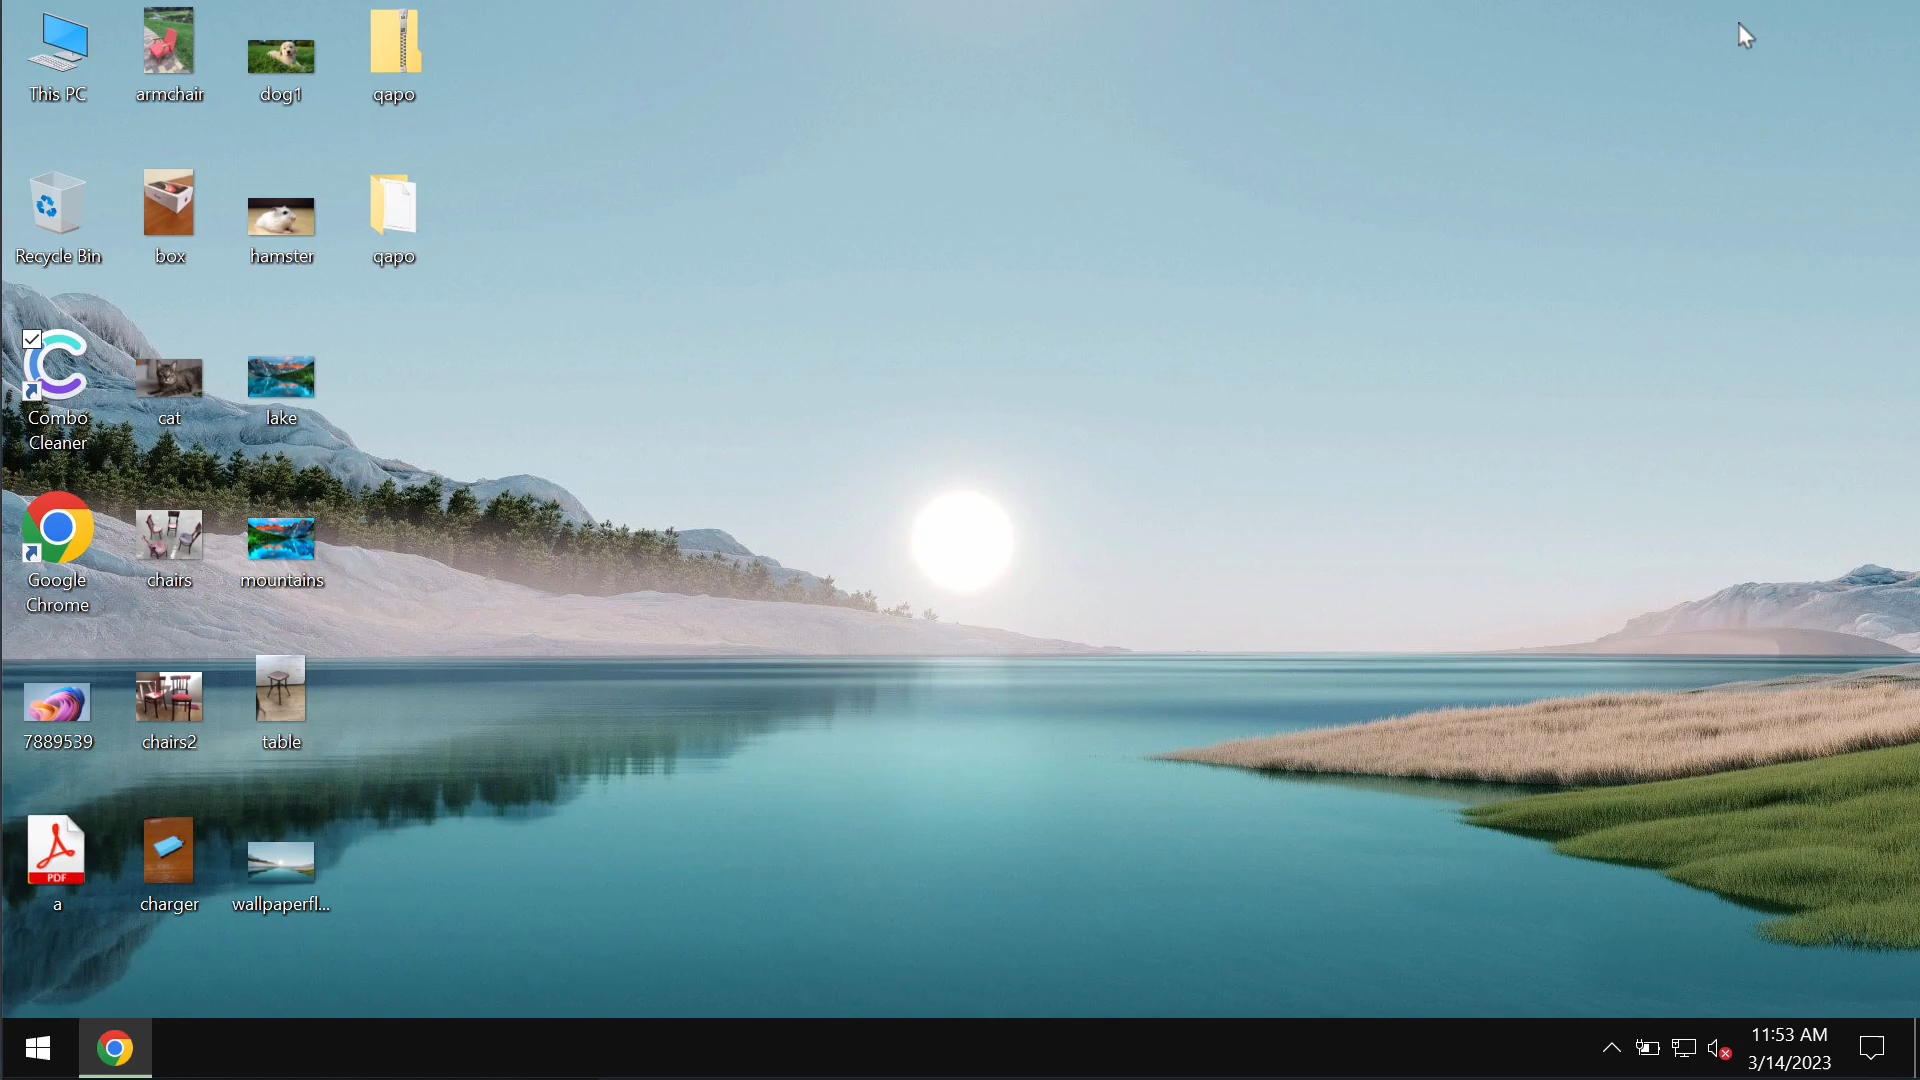 This PC
armchair
dog1
qapo
Recycle Bin
box
hamster
qapo
Combo
Cleaner
cat
lake
Google
Chrome
chairs
mountains
7889539
chairs2
table
PDF
a
charger
wallpaperfl...
11:53 AM
3/14/2023